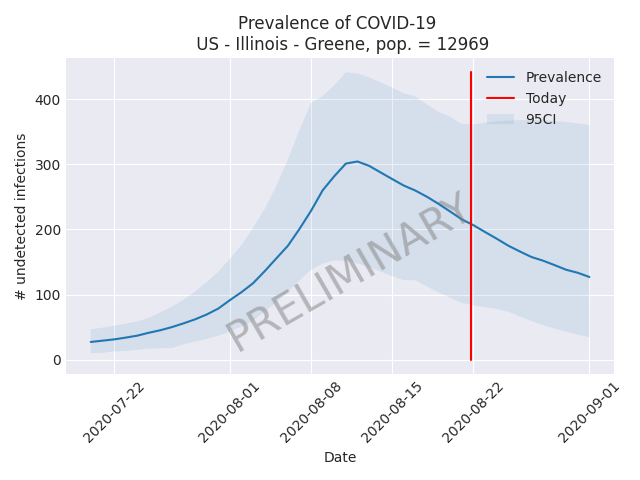 Prevalence of COVID-19
US - Illinois - Greene, pop. = 12969
# undetected infections
400
300
200
100
0
Prevalence
Today
95CI
PRELIMINARY
2020-07-22
2020-08-01
2020-08-08
2020-08-15
2020-08-22
2020-09-01
Date